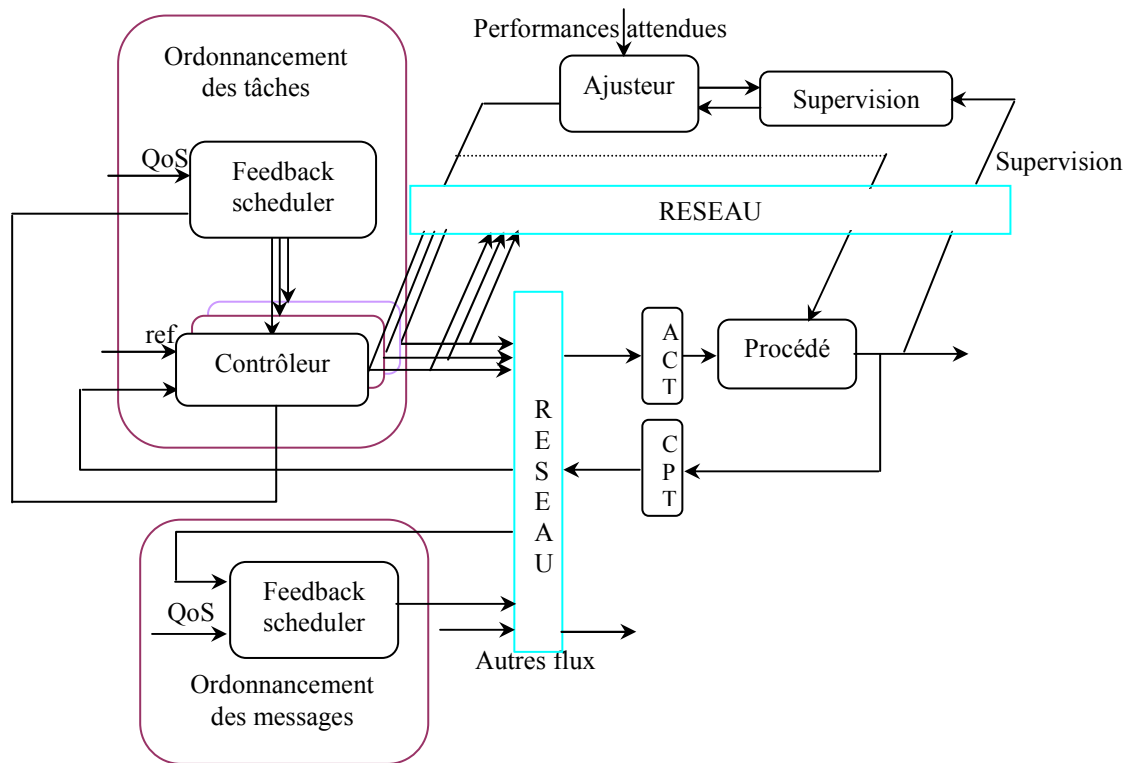 Performances attendues
Ordonnancement
des tâches
Ajusteur
Supervision
QoS
Feedback
scheduler
Supervision
RESEAU
ref
Contrôleur
A
C
T
Procédé
R
E
S
E
A
U
C
P
T
Feedback
scheduler
QoS
Autres flux
Ordonnancement
des messages